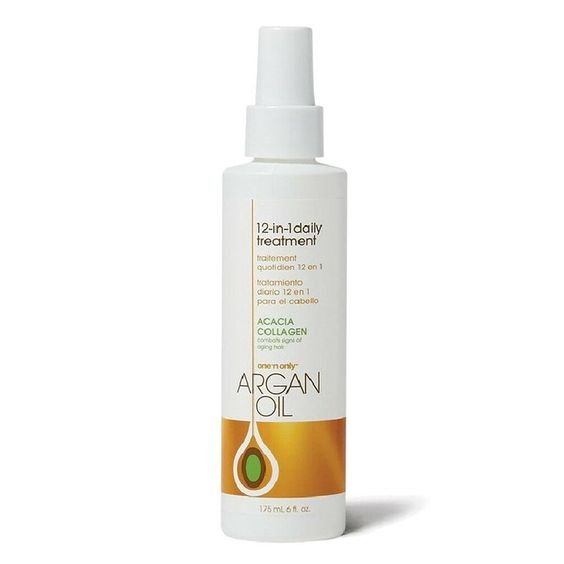 12-in-1 daily
treatment
traitement
quotidien 12 en 1
tratamiento
diario 12 en 1
para el cabello
ACACIA
COLLAGEN
combats signs of
aging hair
one 'n only™
ARGAN
OIL
175 mL 6 fl. oz.